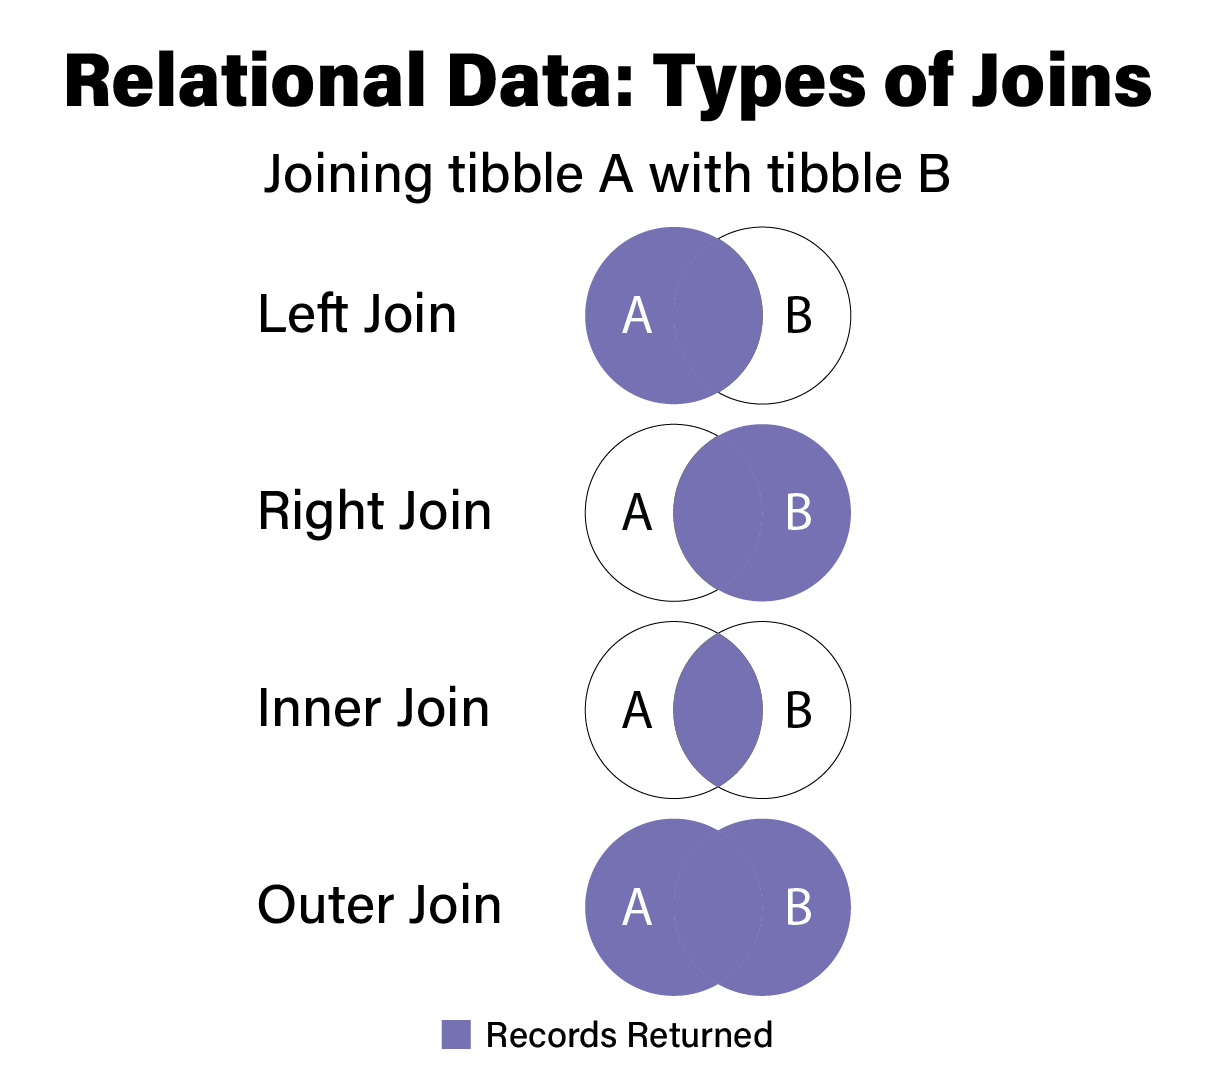 Relational Data: Types of Joins
Joining tibble A with tibble B
Left Join
A B
Right Join
A B
Inner Join
A B
Outer Join
A B
Records Returned